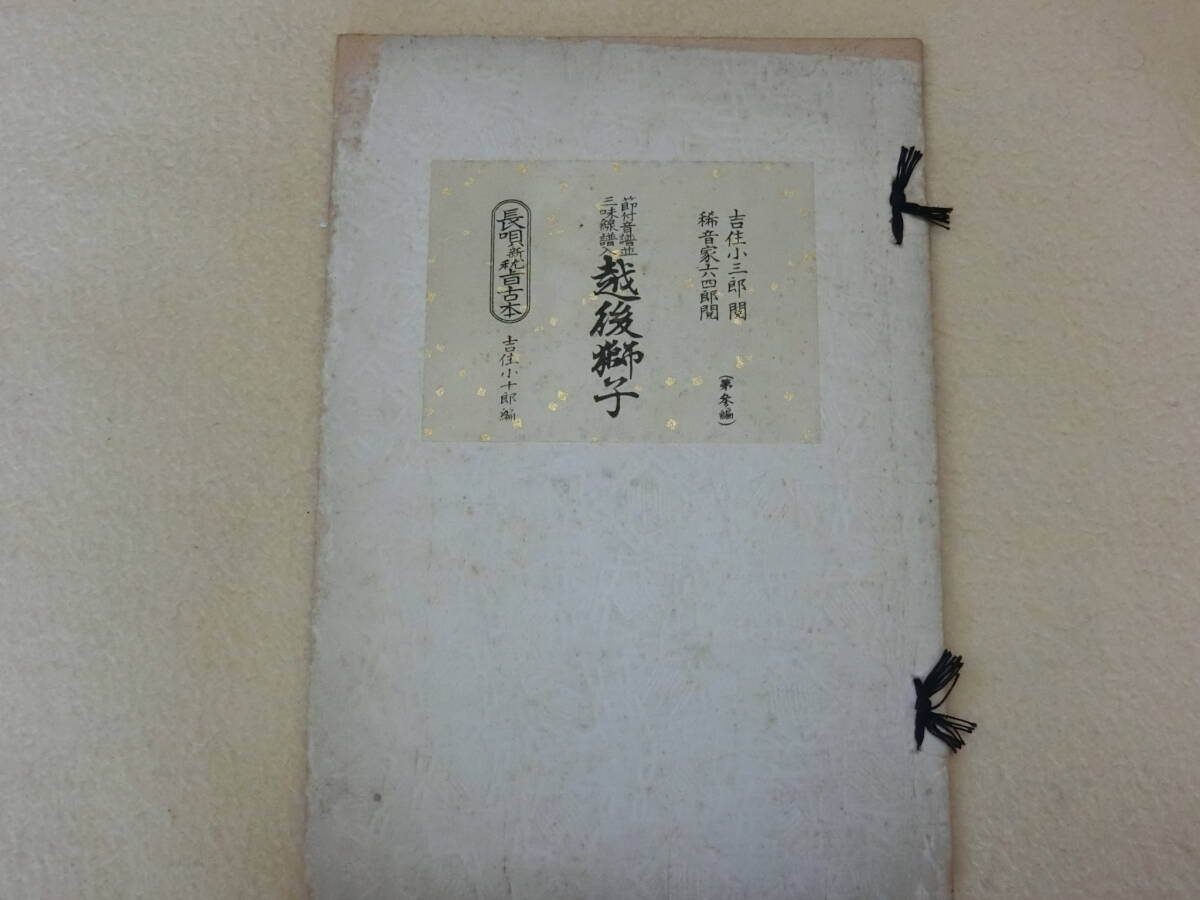 吉住小三郎閲
稀音家六四郎閲
(第参編)
節付音譜並
三味線譜入
越後獅子
長唄新稽古本
吉住小十郎編